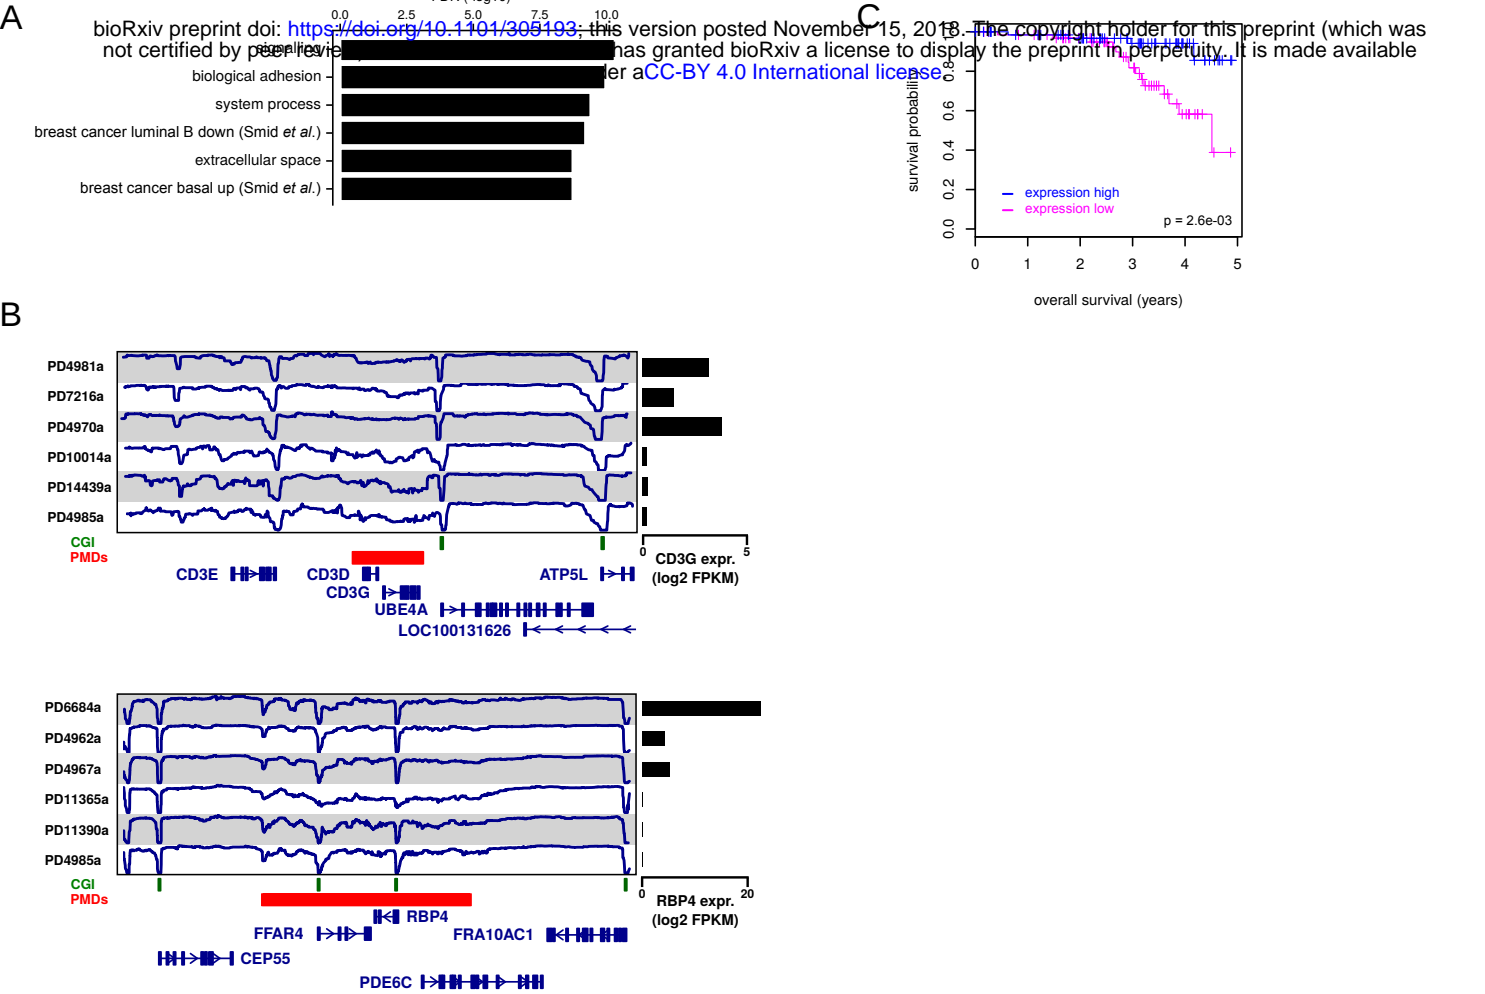 A
C
0.0 2.5 5.0 7.5 10.0
bioRxiv preprint doi: https://doi.org/10.1101/305193; this version posted November 15, 2018. The copyright holder for this preprint (which was
not certified by peer review) has granted bioRxiv a license to display the preprint in perpetuity. It is made available
CC-BY 4.0 International license.
signalling
biological adhesion
system process
breast cancer luminal B down (Smid et al.)
extracellular space
breast cancer basal up (Smid et al.)
survival probability
0.8
0.6
0.4
0.2
0.0
expression high
expression low
p = 2.6e-03
0 1 2 3 4 5
overall survival (years)
B
PD4981a
PD7216a
PD4970a
PD10014a
PD14439a
PD4985a
CGI
PMDs
0 5
CD3G expr.
(log2 FPKM)
CD3E
CD3D
ATP5L
CD3G
UBE4A
LOC100131626
PD6684a
PD4962a
PD4967a
PD11365a
PD11390a
PD4985a
CGI
PMDs
0 20
RBP4 expr.
(log2 FPKM)
RBP4
FFAR4
FRA10AC1
CEP55
PDE6C